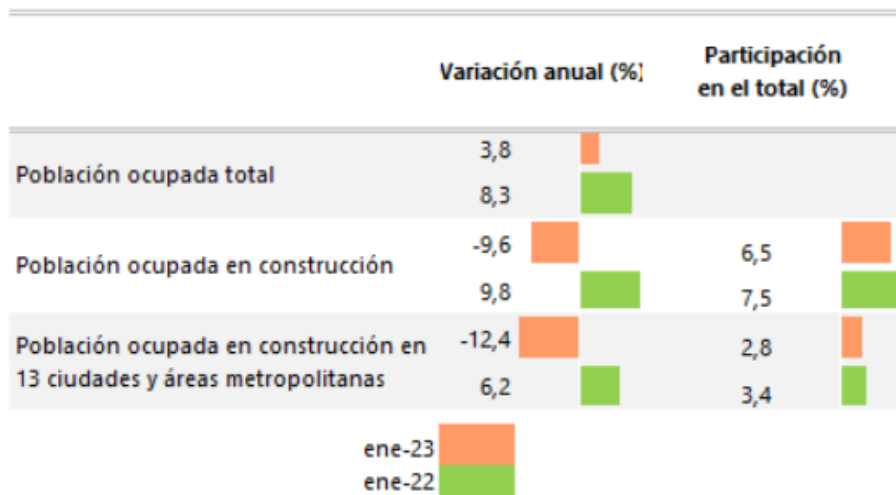 Variación anual (%)
Participación
en el total (%)
Población ocupada total
3,8
8,3
Población ocupada en construcción
-9,6
6,5
9,8
7,5
Población ocupada en construcción en
13 ciudades y áreas metropolitanas
-12,4
2,8
6,2
3,4
ene-23
ene-22